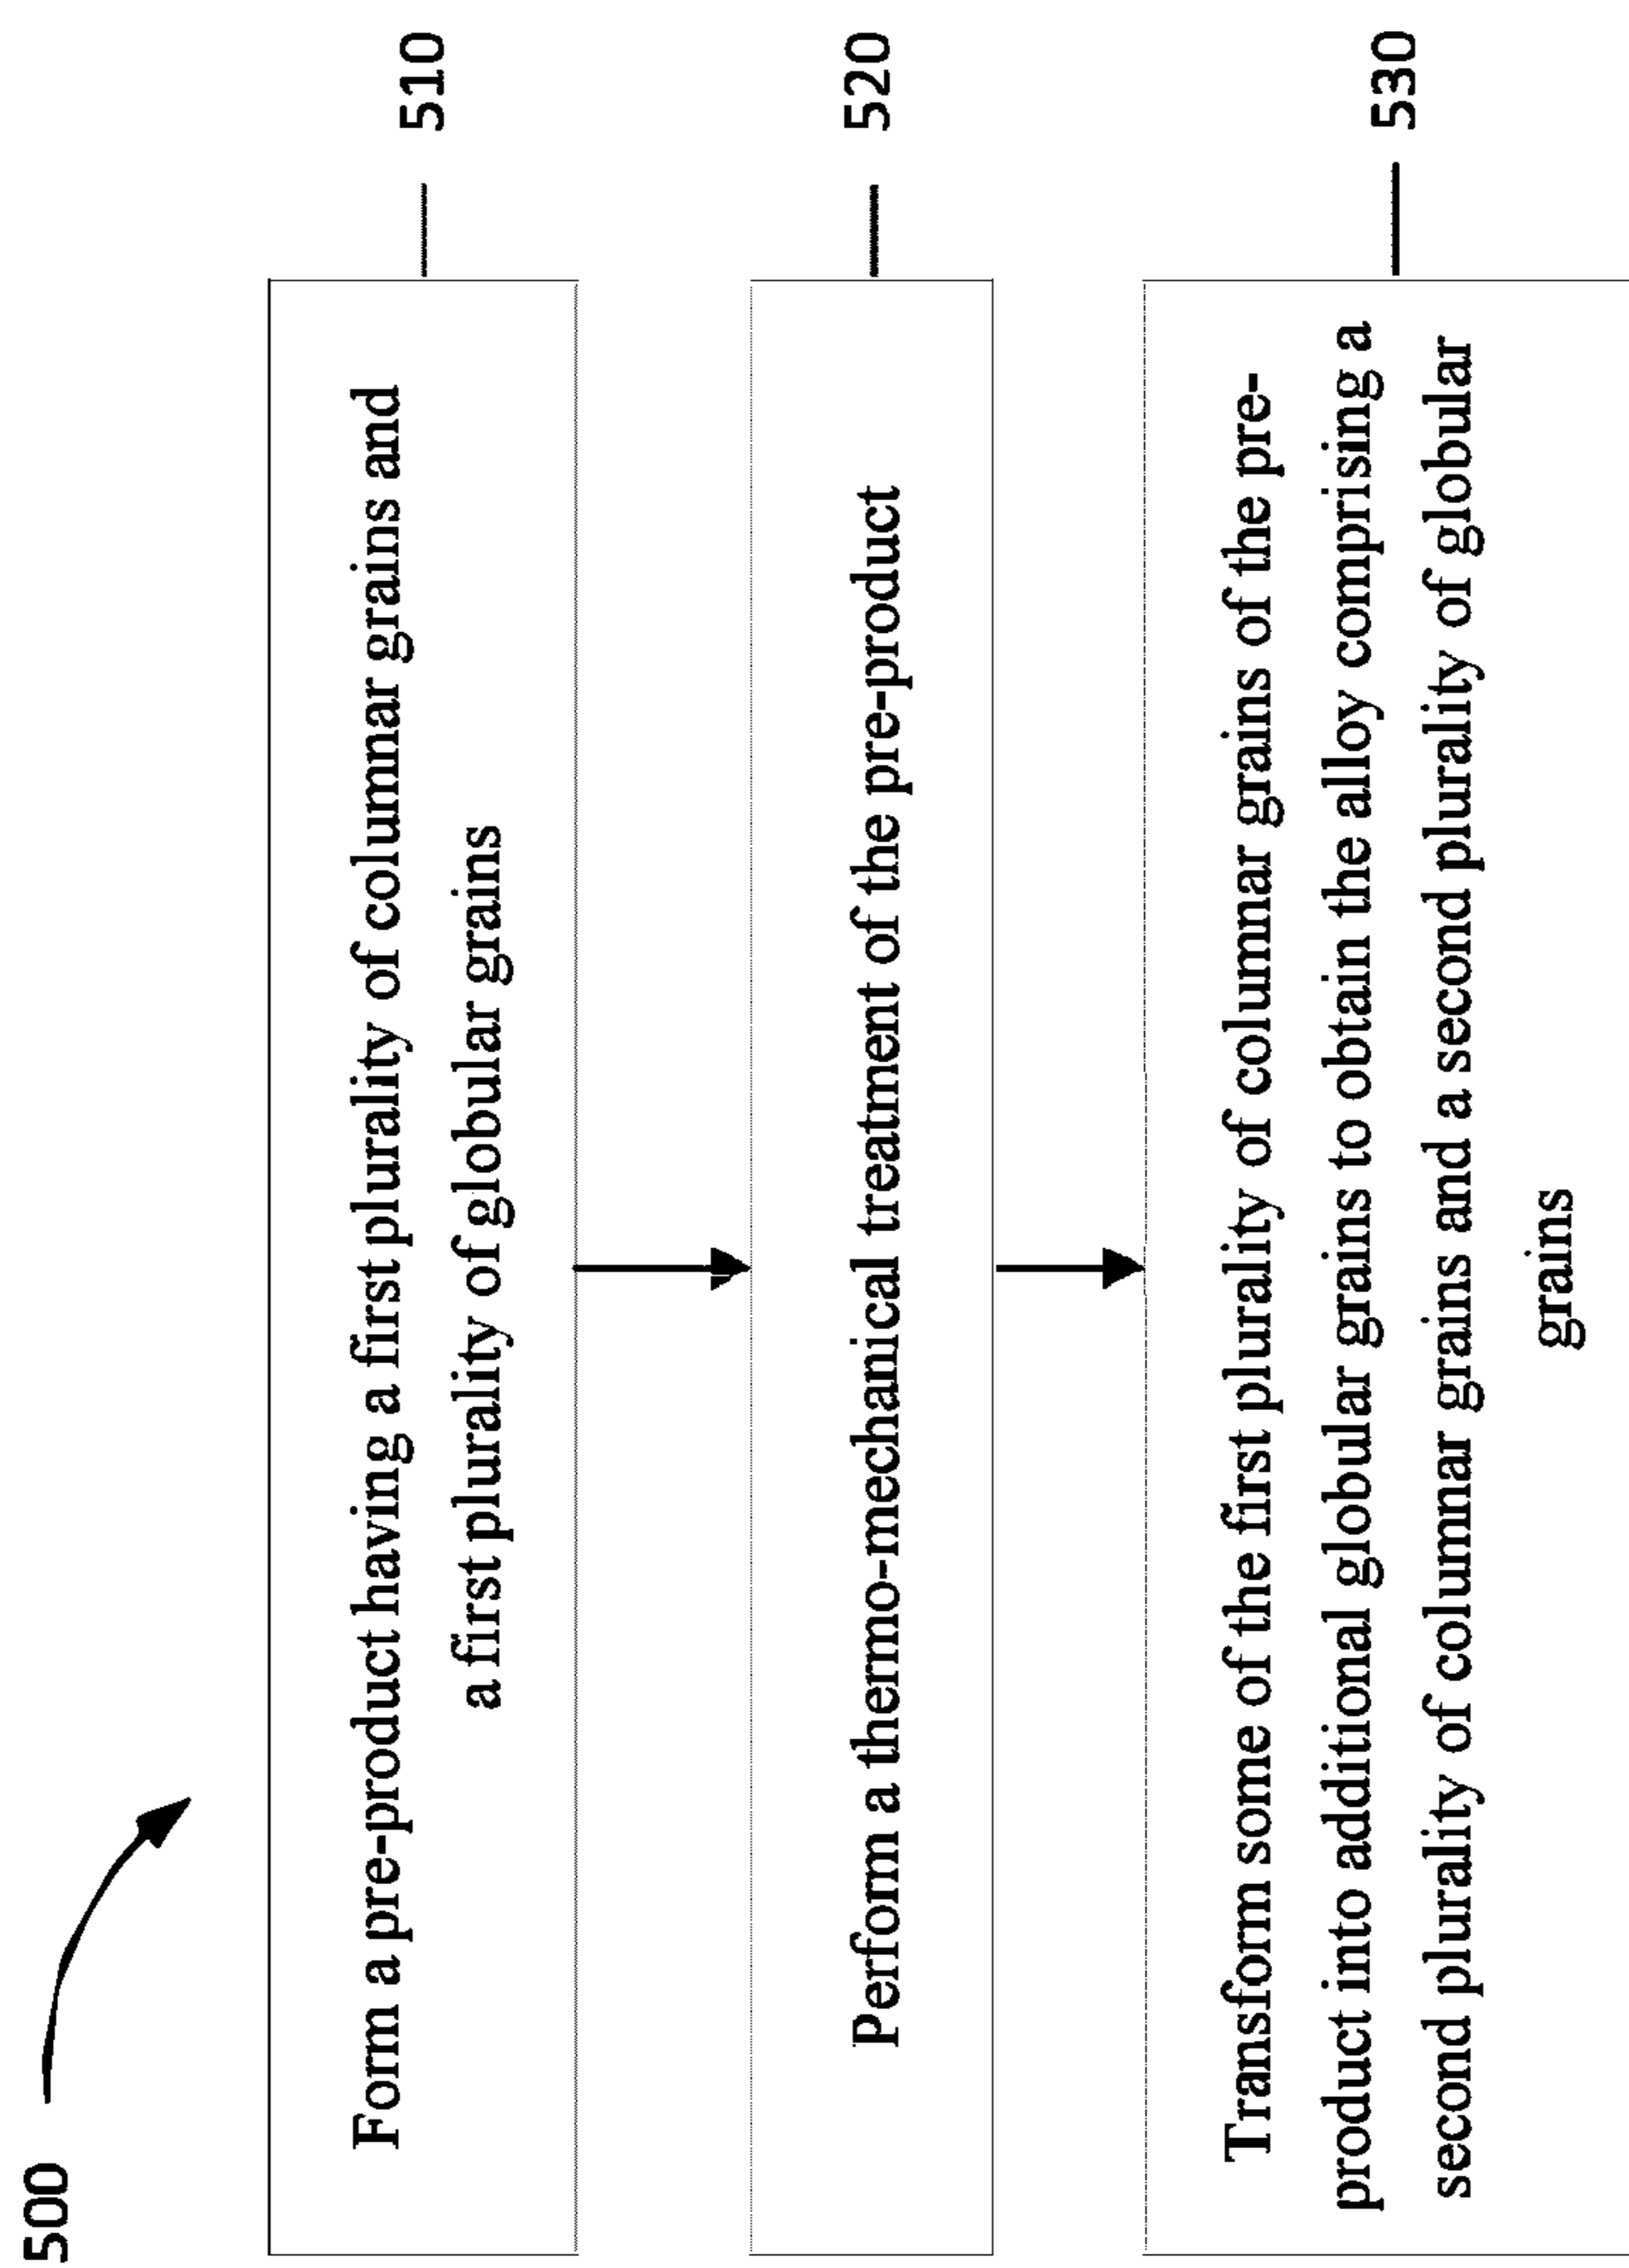 500
Form a pre-product having a first plurality of columnar grains and
a first plurality of globular grains
510
Perform a thermo-mechanical treatment of the pre-product
520
Transform some of the first plurality of columnar grains of the pre-
product into additional globular grains to obtain the alloy comprising a
second plurality of columnar grains and a second plurality of globular
grains
530